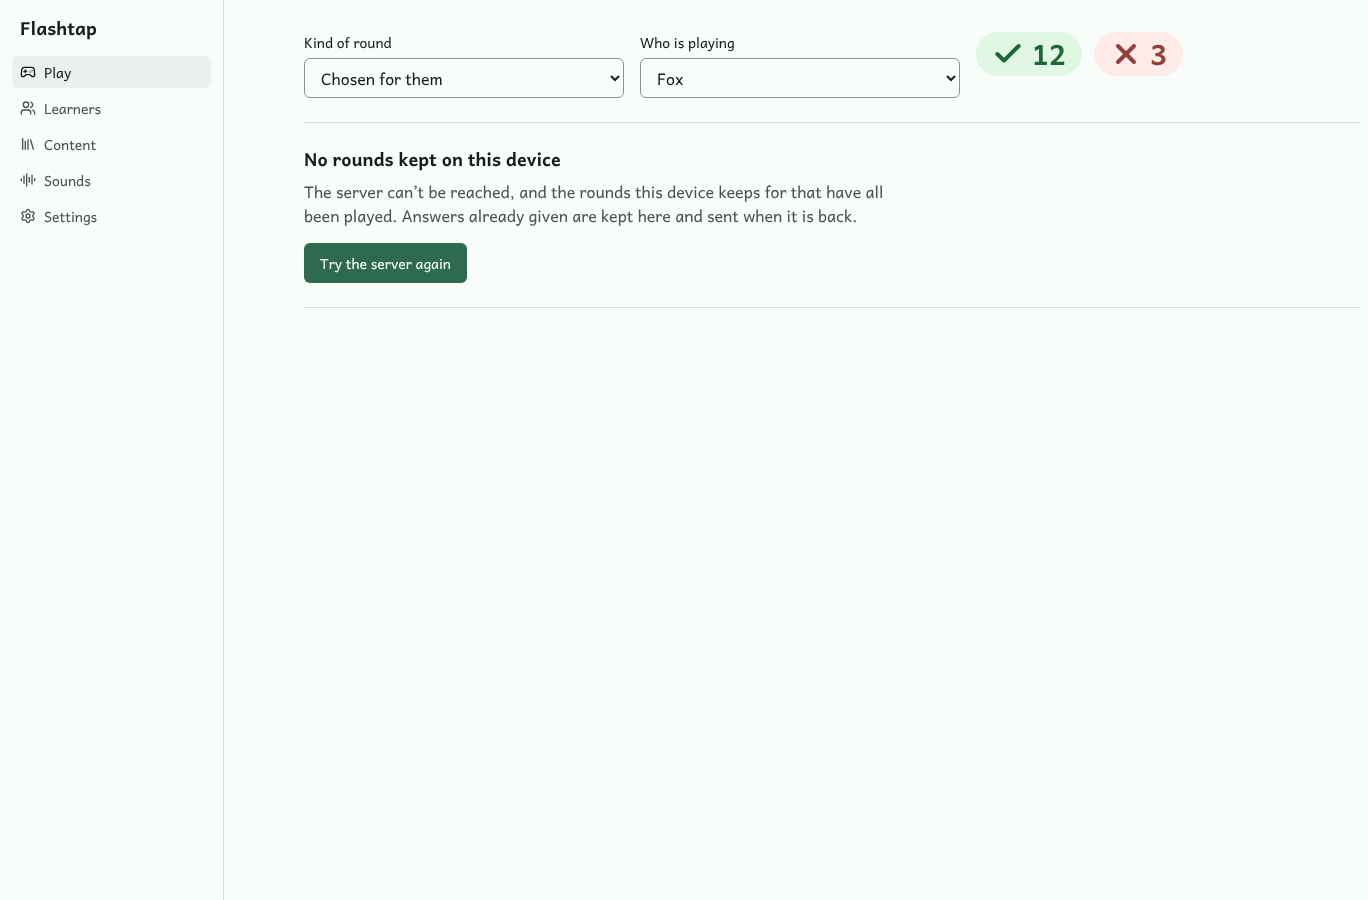 Flashtap
Play
Learners
Content
Sounds
Settings
Kind of round
Chosen for them
Who is playing
Fox
12
3
No rounds kept on this device
The server can’t be reached, and the rounds this device keeps for that have all
been played. Answers already given are kept here and sent when it is back.
Try the server again